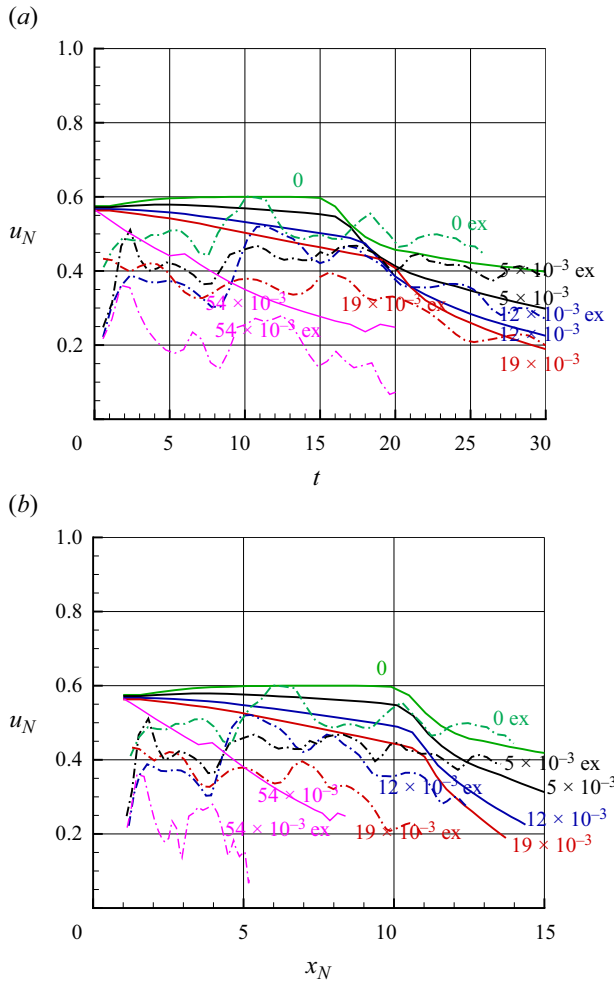 (a)
1.0
0.8
0
0.6
0 ex
u_N
5 × 10⁻³ ex
0.4
5 × 10⁻³
54 × 10⁻³
19 × 10⁻³ ex
12 × 10⁻³ ex
54 × 10⁻³ ex
12 × 10⁻³
0.2
19 × 10⁻³
0
5
10
15
20
25
30
t
(b)
1.0
0.8
0
0.6
0 ex
u_N
5 × 10⁻³ ex
0.4
5 × 10⁻³
54 × 10⁻³
12 × 10⁻³ ex
54 × 10⁻³ ex
19 × 10⁻³ ex
12 × 10⁻³
0.2
19 × 10⁻³
0
5
10
15
x_N